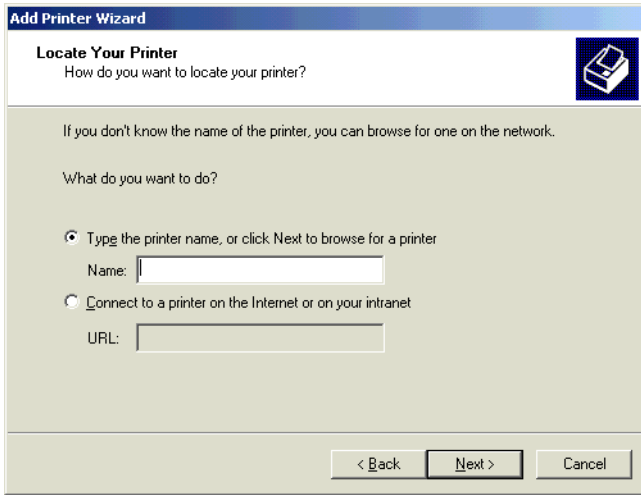 Add Printer Wizard
Locate Your Printer
How do you want to locate your printer?
If you don't know the name of the printer, you can browse for one on the network.
What do you want to do?
Type the printer name, or click Next to browse for a printer
Name:
Connect to a printer on the Internet or on your intranet
URL:
< Back Next > Cancel